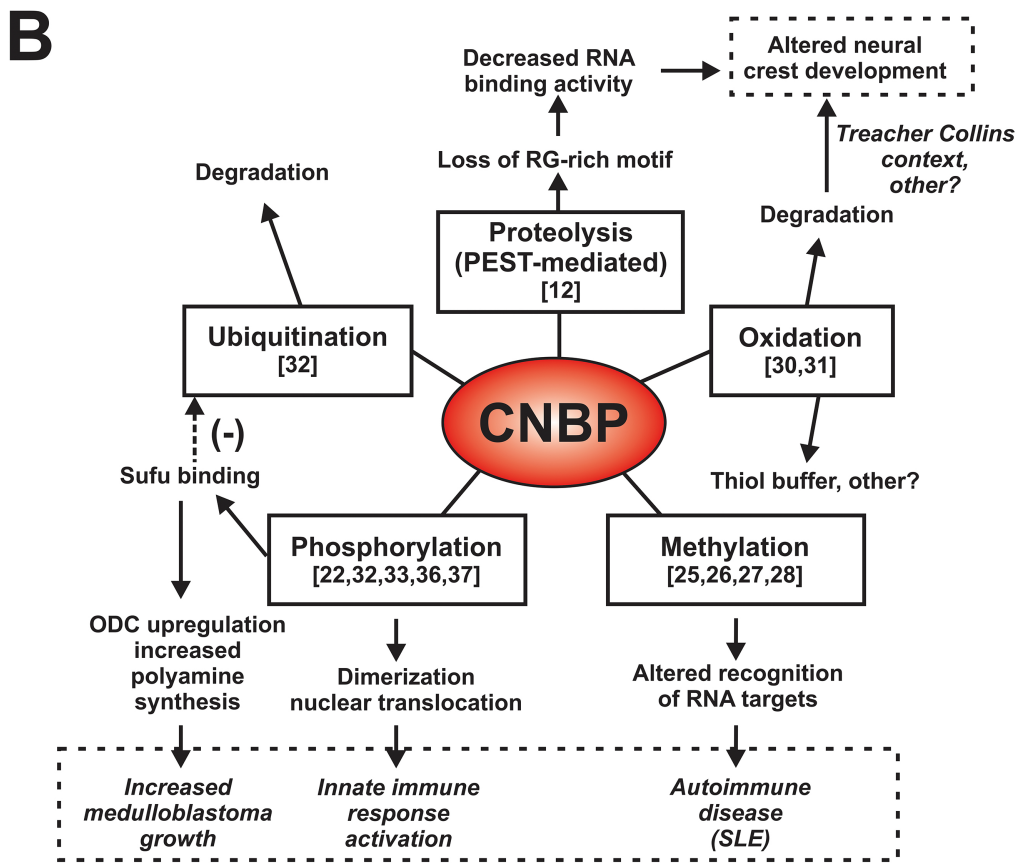 B
Decreased RNA
binding activity
Altered neural
crest development
Treacher Collins
context,
other?
Loss of RG-rich motif
Degradation
Degradation
Proteolysis
(PEST-mediated)
[12]
Ubiquitination
[32]
Oxidation
[30,31]
CNBP
(-)
Sufu binding
Thiol buffer, other?
Phosphorylation
[22,32,33,36,37]
Methylation
[25,26,27,28]
ODC upregulation
increased
polyamine
synthesis
Dimerization
nuclear translocation
Altered recognition
of RNA targets
Increased
medulloblastoma
growth
Innate immune
response
activation
Autoimmune
disease
(SLE)